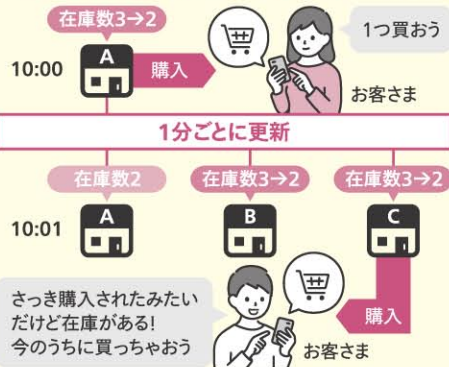 在庫数3→2
10:00
A
購入
1つ買おう
お客さま
1分ごとに更新
在庫数2
在庫数3→2
在庫数3→2
10:01
A
B
C
さっき購入されたみたい
だけど在庫がある!
今のうちに買っちゃおう
購入
お客さま